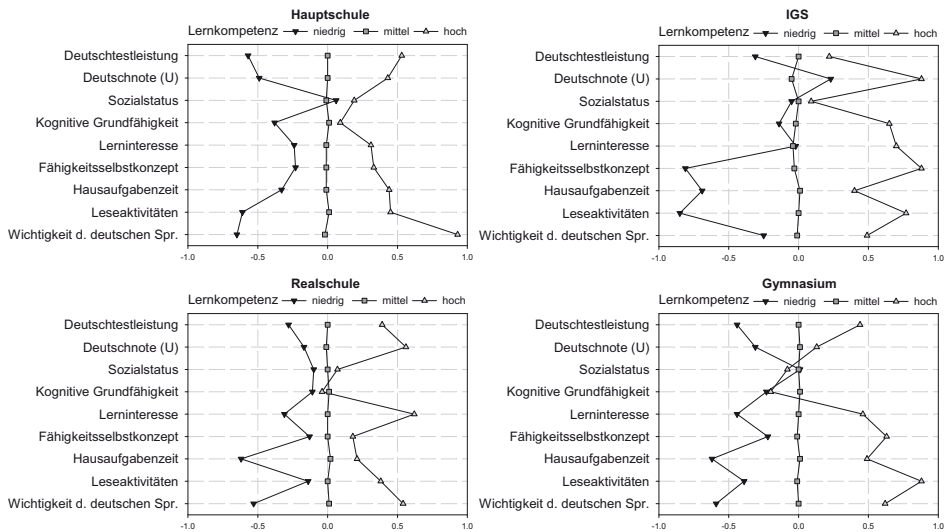 Hauptschule
Lernkompetenz niedrig mittel hoch
Deutschtestleistung
Deutschnote (U)
Sozialstatus
Kognitive Grundfähigkeit
Lerninteresse
Fähigkeitsselbstkonzept
Hausaufgabenzeit
Leseaktivitäten
Wichtigkeit d. deutschen Spr.
-1.0 -0.5 0.0 0.5 1.0
IGS
Lernkompetenz niedrig mittel hoch
Deutschtestleistung
Deutschnote (U)
Sozialstatus
Kognitive Grundfähigkeit
Lerninteresse
Fähigkeitsselbstkonzept
Hausaufgabenzeit
Leseaktivitäten
Wichtigkeit d. deutschen Spr.
-1.0 -0.5 0.0 0.5 1.0
Realschule
Lernkompetenz niedrig mittel hoch
Deutschtestleistung
Deutschnote (U)
Sozialstatus
Kognitive Grundfähigkeit
Lerninteresse
Fähigkeitsselbstkonzept
Hausaufgabenzeit
Leseaktivitäten
Wichtigkeit d. deutschen Spr.
-1.0 -0.5 0.0 0.5 1.0
Gymnasium
Lernkompetenz niedrig mittel hoch
Deutschtestleistung
Deutschnote (U)
Sozialstatus
Kognitive Grundfähigkeit
Lerninteresse
Fähigkeitsselbstkonzept
Hausaufgabenzeit
Leseaktivitäten
Wichtigkeit d. deutschen Spr.
-1.0 -0.5 0.0 0.5 1.0